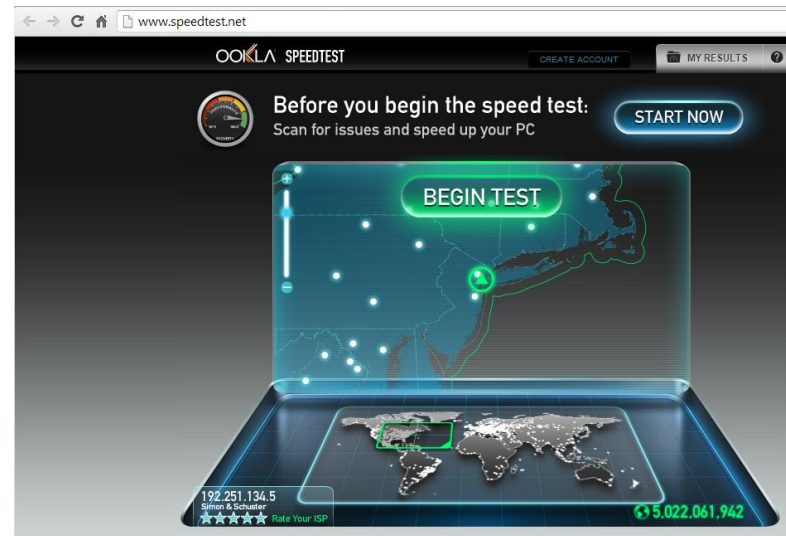 www.speedtest.net
OOKLA SPEEDTEST
CREATE ACCOUNT
MY RESULTS
?
Before you begin the speed test:
Scan for issues and speed up your PC
START NOW
BEGIN TEST
192.251.134.5
Simon & Schuster
Rate Your ISP
5,022,061,942